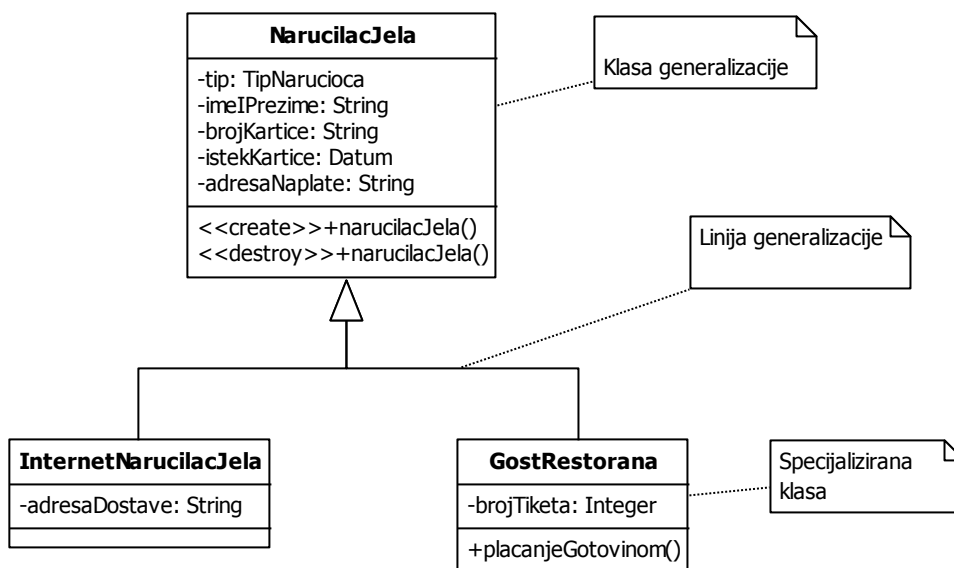 NarucilacJela
-tip: TipNarucioca
-imeIPrezime: String
-brojKartice: String
-istekKartice: Datum
-adresaNaplate: String
<<create>>+narucilacJela()
<<destroy>>+narucilacJela()
Klasa generalizacije
Linija generalizacije
InternetNarucilacJela
-adresaDostave: String
GostRestorana
-brojTiketa: Integer
+placanjeGotovinom()
Specijalizirana
klasa